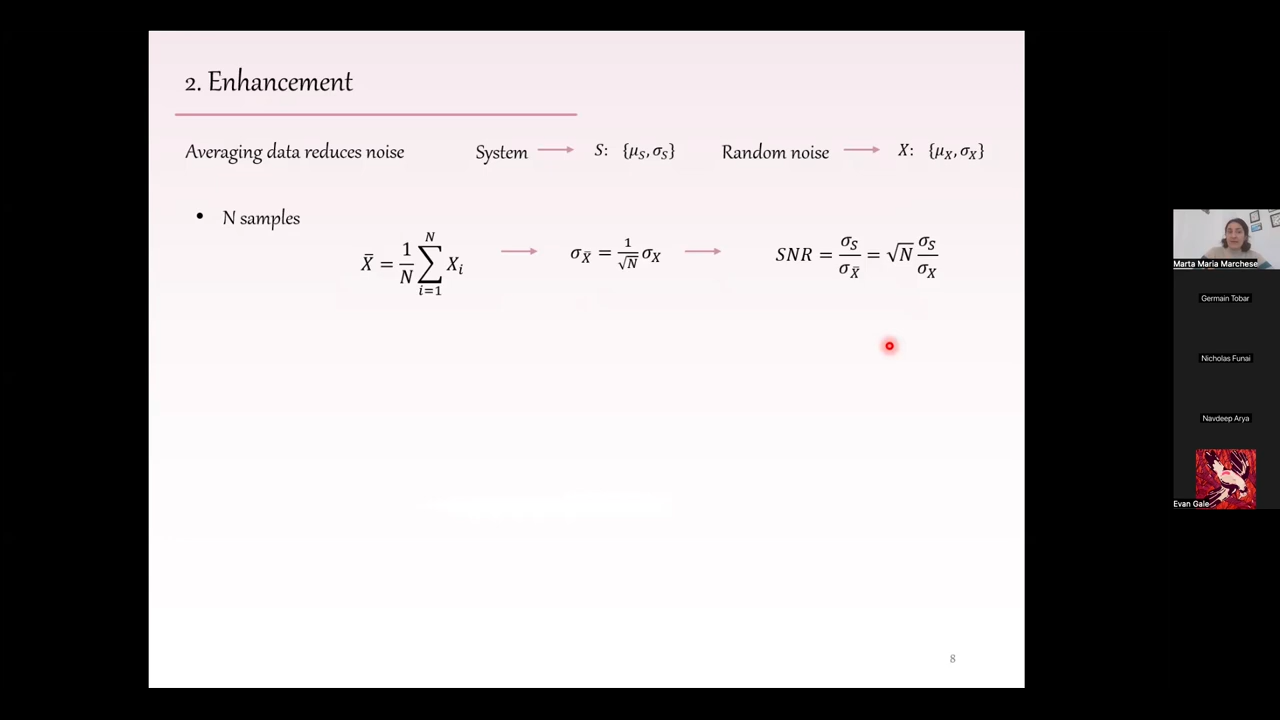 2. Enhancement
Averaging data reduces noise System → S: {μ_S, σ_S} Random noise → X: {μ_X, σ_X}
• N samples
X̄ = 1/N ∑_{i=1}^{N} X_i → σ_X̄ = 1/√N σ_X → SNR = σ_S/σ_X̄ = √N σ_S/σ_X
8
Marta Maria Marchese
Germain Tobar
Nicholas Funai
Navdeep Arya
Evan Gale